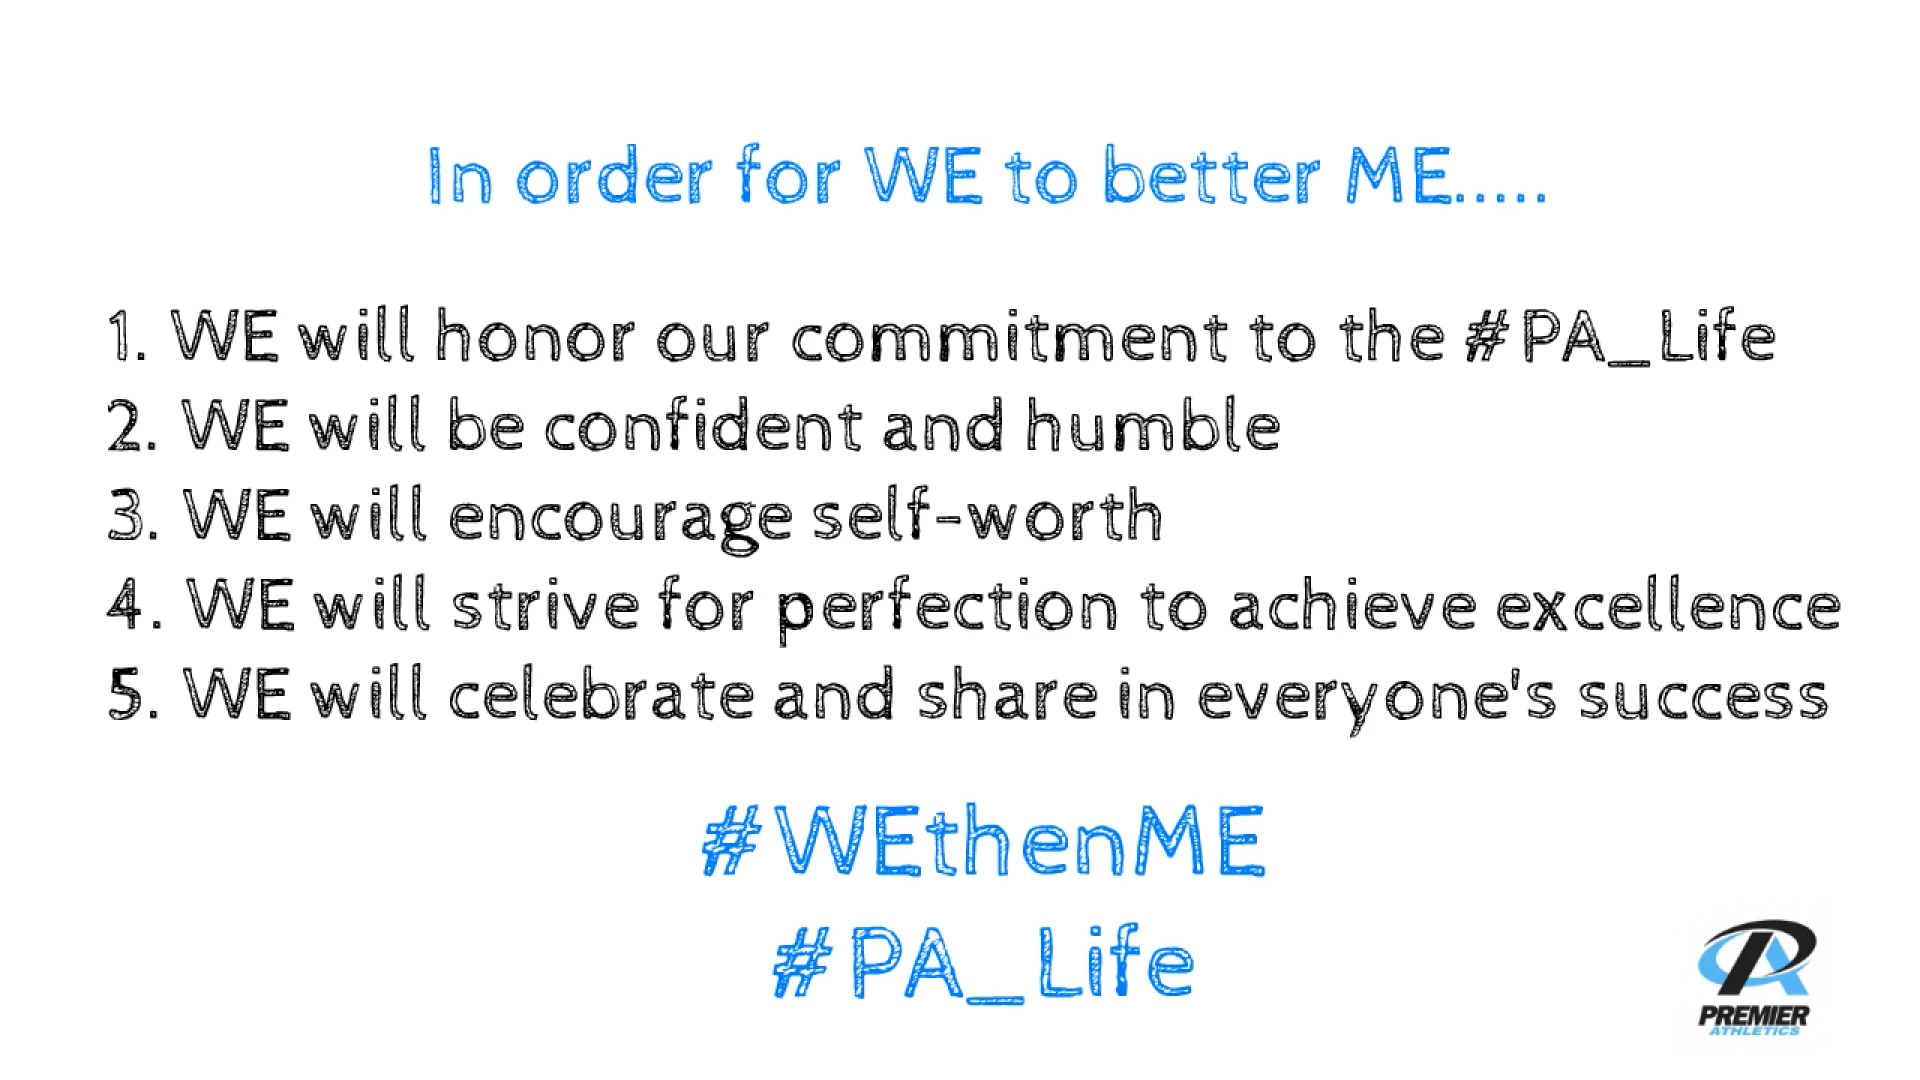 In order for WE to better ME.....
1. WE will honor our commitment to the #PA_Life
2. WE will be confident and humble
3. WE will encourage self-worth
4. WE will strive for perfection to achieve excellence
5. WE will celebrate and share in everyone's success
#WEthenME
#PA_Life
PA
PREMIER
ATHLETICS